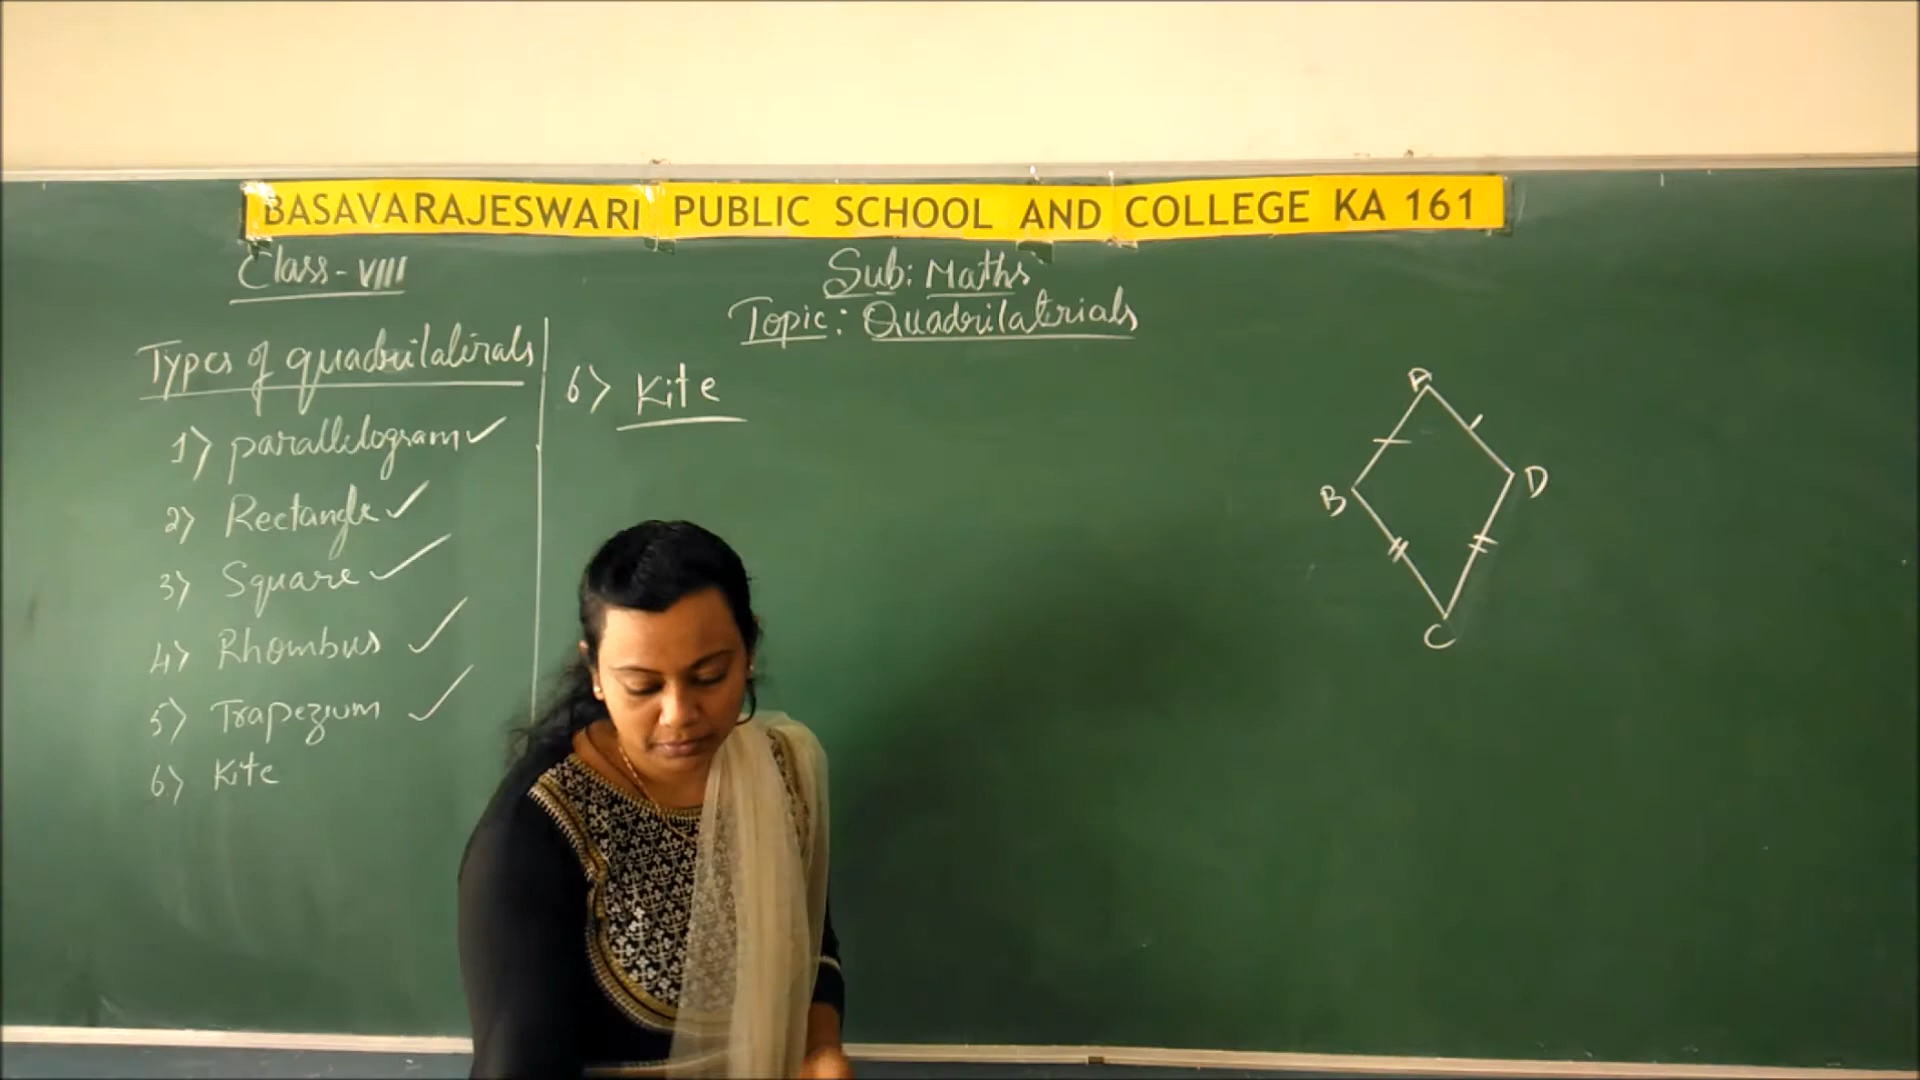 BASAVARAJESWARI PUBLIC SCHOOL AND COLLEGE KA 161
Class - VIII
Sub: Maths
Topic: Quadrilaterials
Types of quadrilaterals
1) parallelogram ✓
2) Rectangle ✓
3) Square ✓
4) Rhombus ✓
5) Trapezium ✓
6) Kite
6) Kite
A
B
D
C